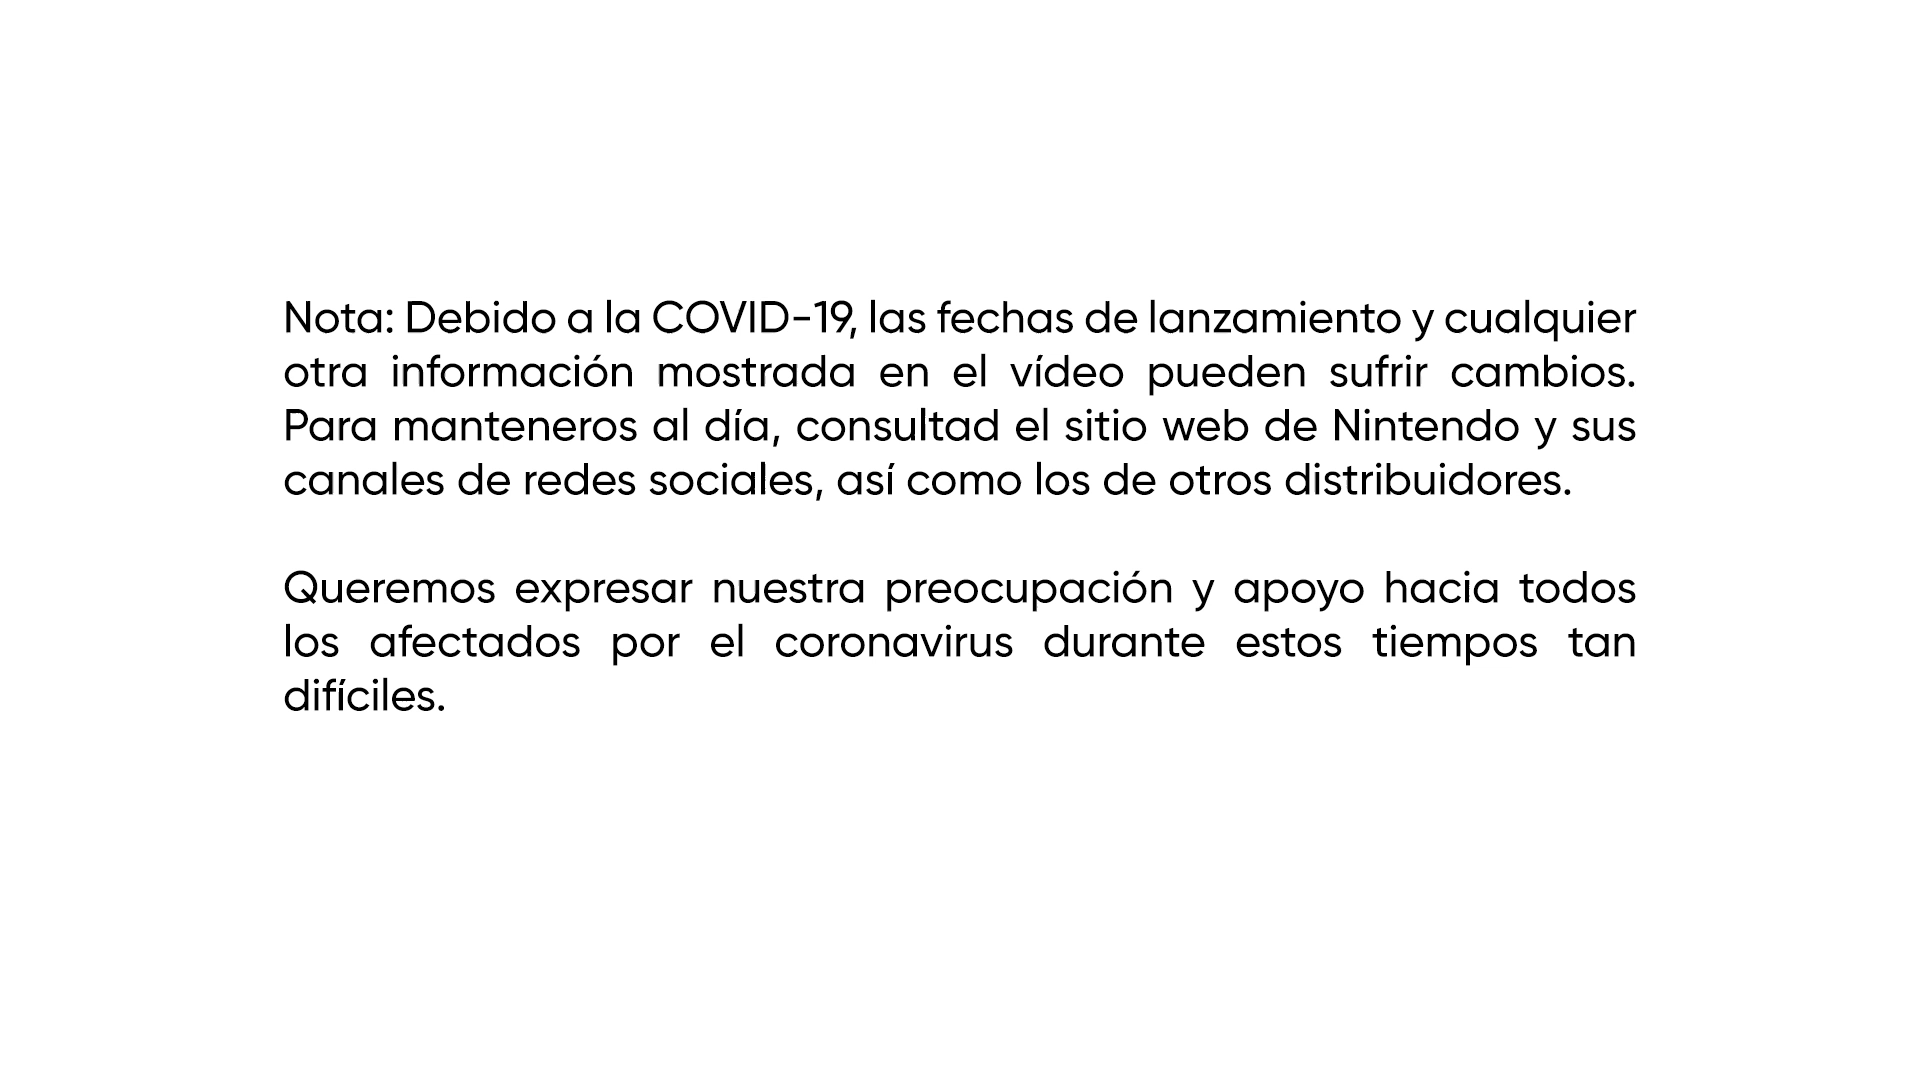 Nota: Debido a la COVID-19, las fechas de lanzamiento y cualquier
otra información mostrada en el vídeo pueden sufrir cambios.
Para manteneros al día, consultad el sitio web de Nintendo y sus
canales de redes sociales, así como los de otros distribuidores.
Queremos expresar nuestra preocupación y apoyo hacia todos
los afectados por el coronavirus durante estos tiempos tan
difíciles.